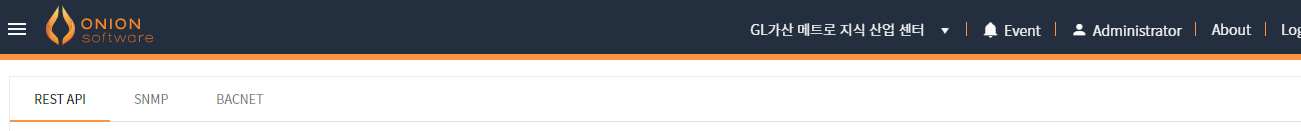 ONION
software
GL가산 메트로 지식 산업 센터 Event Administrator About
REST API SNMP BACNET